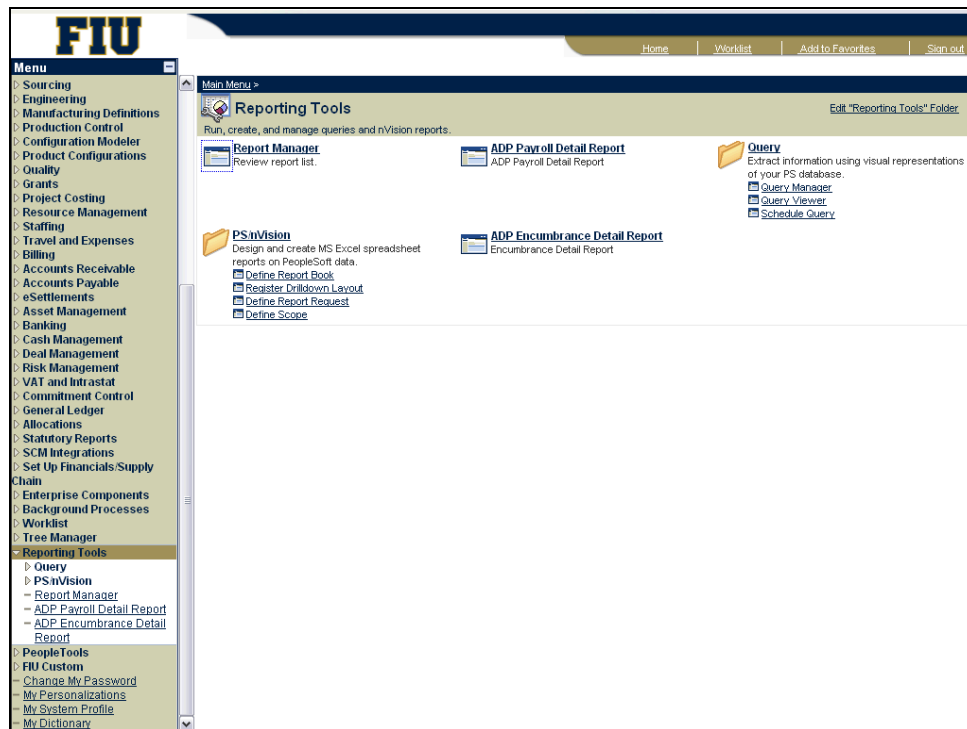 FIU
Home
Worklist
Add to Favorites
Sign out
Menu
Sourcing
Engineering
Manufacturing Definitions
Production Control
Configuration Modeler
Product Configurations
Quality
Grants
Project Costing
Resource Management
Staffing
Travel and Expenses
Billing
Accounts Receivable
Accounts Payable
eSettlements
Asset Management
Banking
Cash Management
Deal Management
Risk Management
VAT and Intrastat
Commitment Control
General Ledger
Allocations
Statutory Reports
SCM Integrations
Set Up Financials/Supply
Chain
Enterprise Components
Background Processes
Worklist
Tree Manager
Reporting Tools
Query
PS/nVision
Report Manager
ADP Payroll Detail Report
ADP Encumbrance Detail
Report
PeopleTools
FIU Custom
Change My Password
My Personalizations
My System Profile
My Dictionary
Main Menu >
Reporting Tools
Edit "Reporting Tools" Folder
Run, create, and manage queries and nVision reports.
Report Manager
Review report list.
ADP Payroll Detail Report
ADP Payroll Detail Report
Query
Extract information using visual representations
of your PS database.
Query Manager
Query Viewer
Schedule Query
PS/nVision
Design and create MS Excel spreadsheet
reports on PeopleSoft data.
Define Report Book
Register Drilldown Layout
Define Report Request
Define Scope
ADP Encumbrance Detail Report
Encumbrance Detail Report